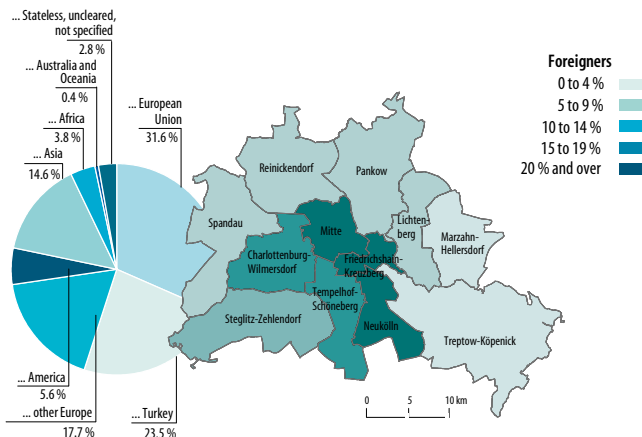 ... Stateless, uncleared,
not specified
2.8 %
... Australia and
Oceania
0.4 %
... Africa
3.8 %
... Asia
14.6 %
... European
Union
31.6 %
Foreigners
0 to 4 %
5 to 9 %
10 to 14 %
15 to 19 %
20 % and over
Reinickendorf
Pankow
Spandau
Mitte
Lichten-
berg
Marzahn-
Hellersdorf
Charlottenburg-
Wilmersdorf
Friedrichshain-
Kreuzberg
Tempelhof-
Schöneberg
Steglitz-Zehlendorf
Neukölln
Treptow-Köpenick
... America
5.6 %
... other Europe
17.7 %
... Turkey
23.5 %
0 5 10 km